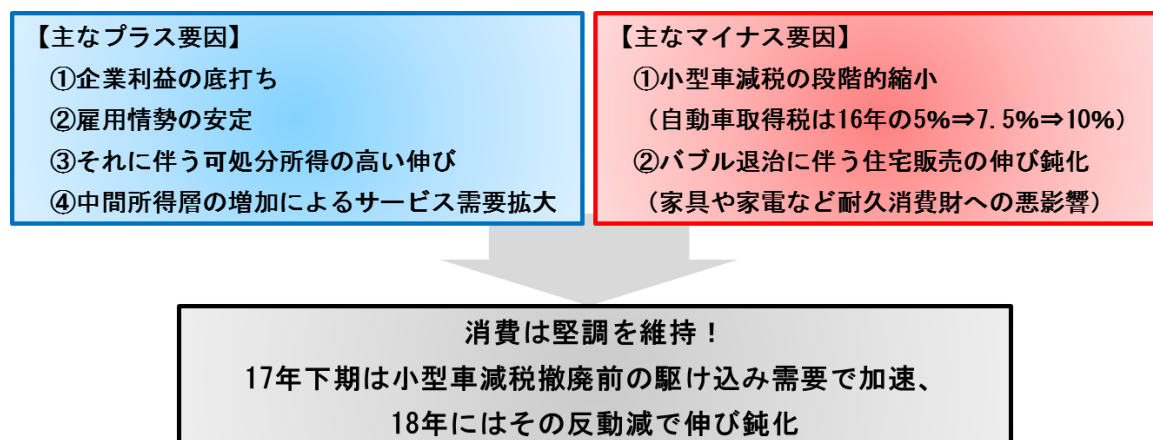 【主なプラス要因】
①企業利益の底打ち
②雇用情勢の安定
③それに伴う可処分所得の高い伸び
④中間所得層の増加によるサービス需要拡大
【主なマイナス要因】
①小型車減税の段階的縮小
（自動車取得税は16年の5%⇒7.5%⇒10%）
②バブル退治に伴う住宅販売の伸び鈍化
（家具や家電など耐久消費財への悪影響）
消費は堅調を維持！
17年下期は小型車減税撤廃前の駆け込み需要で加速、
18年にはその反動減で伸び鈍化